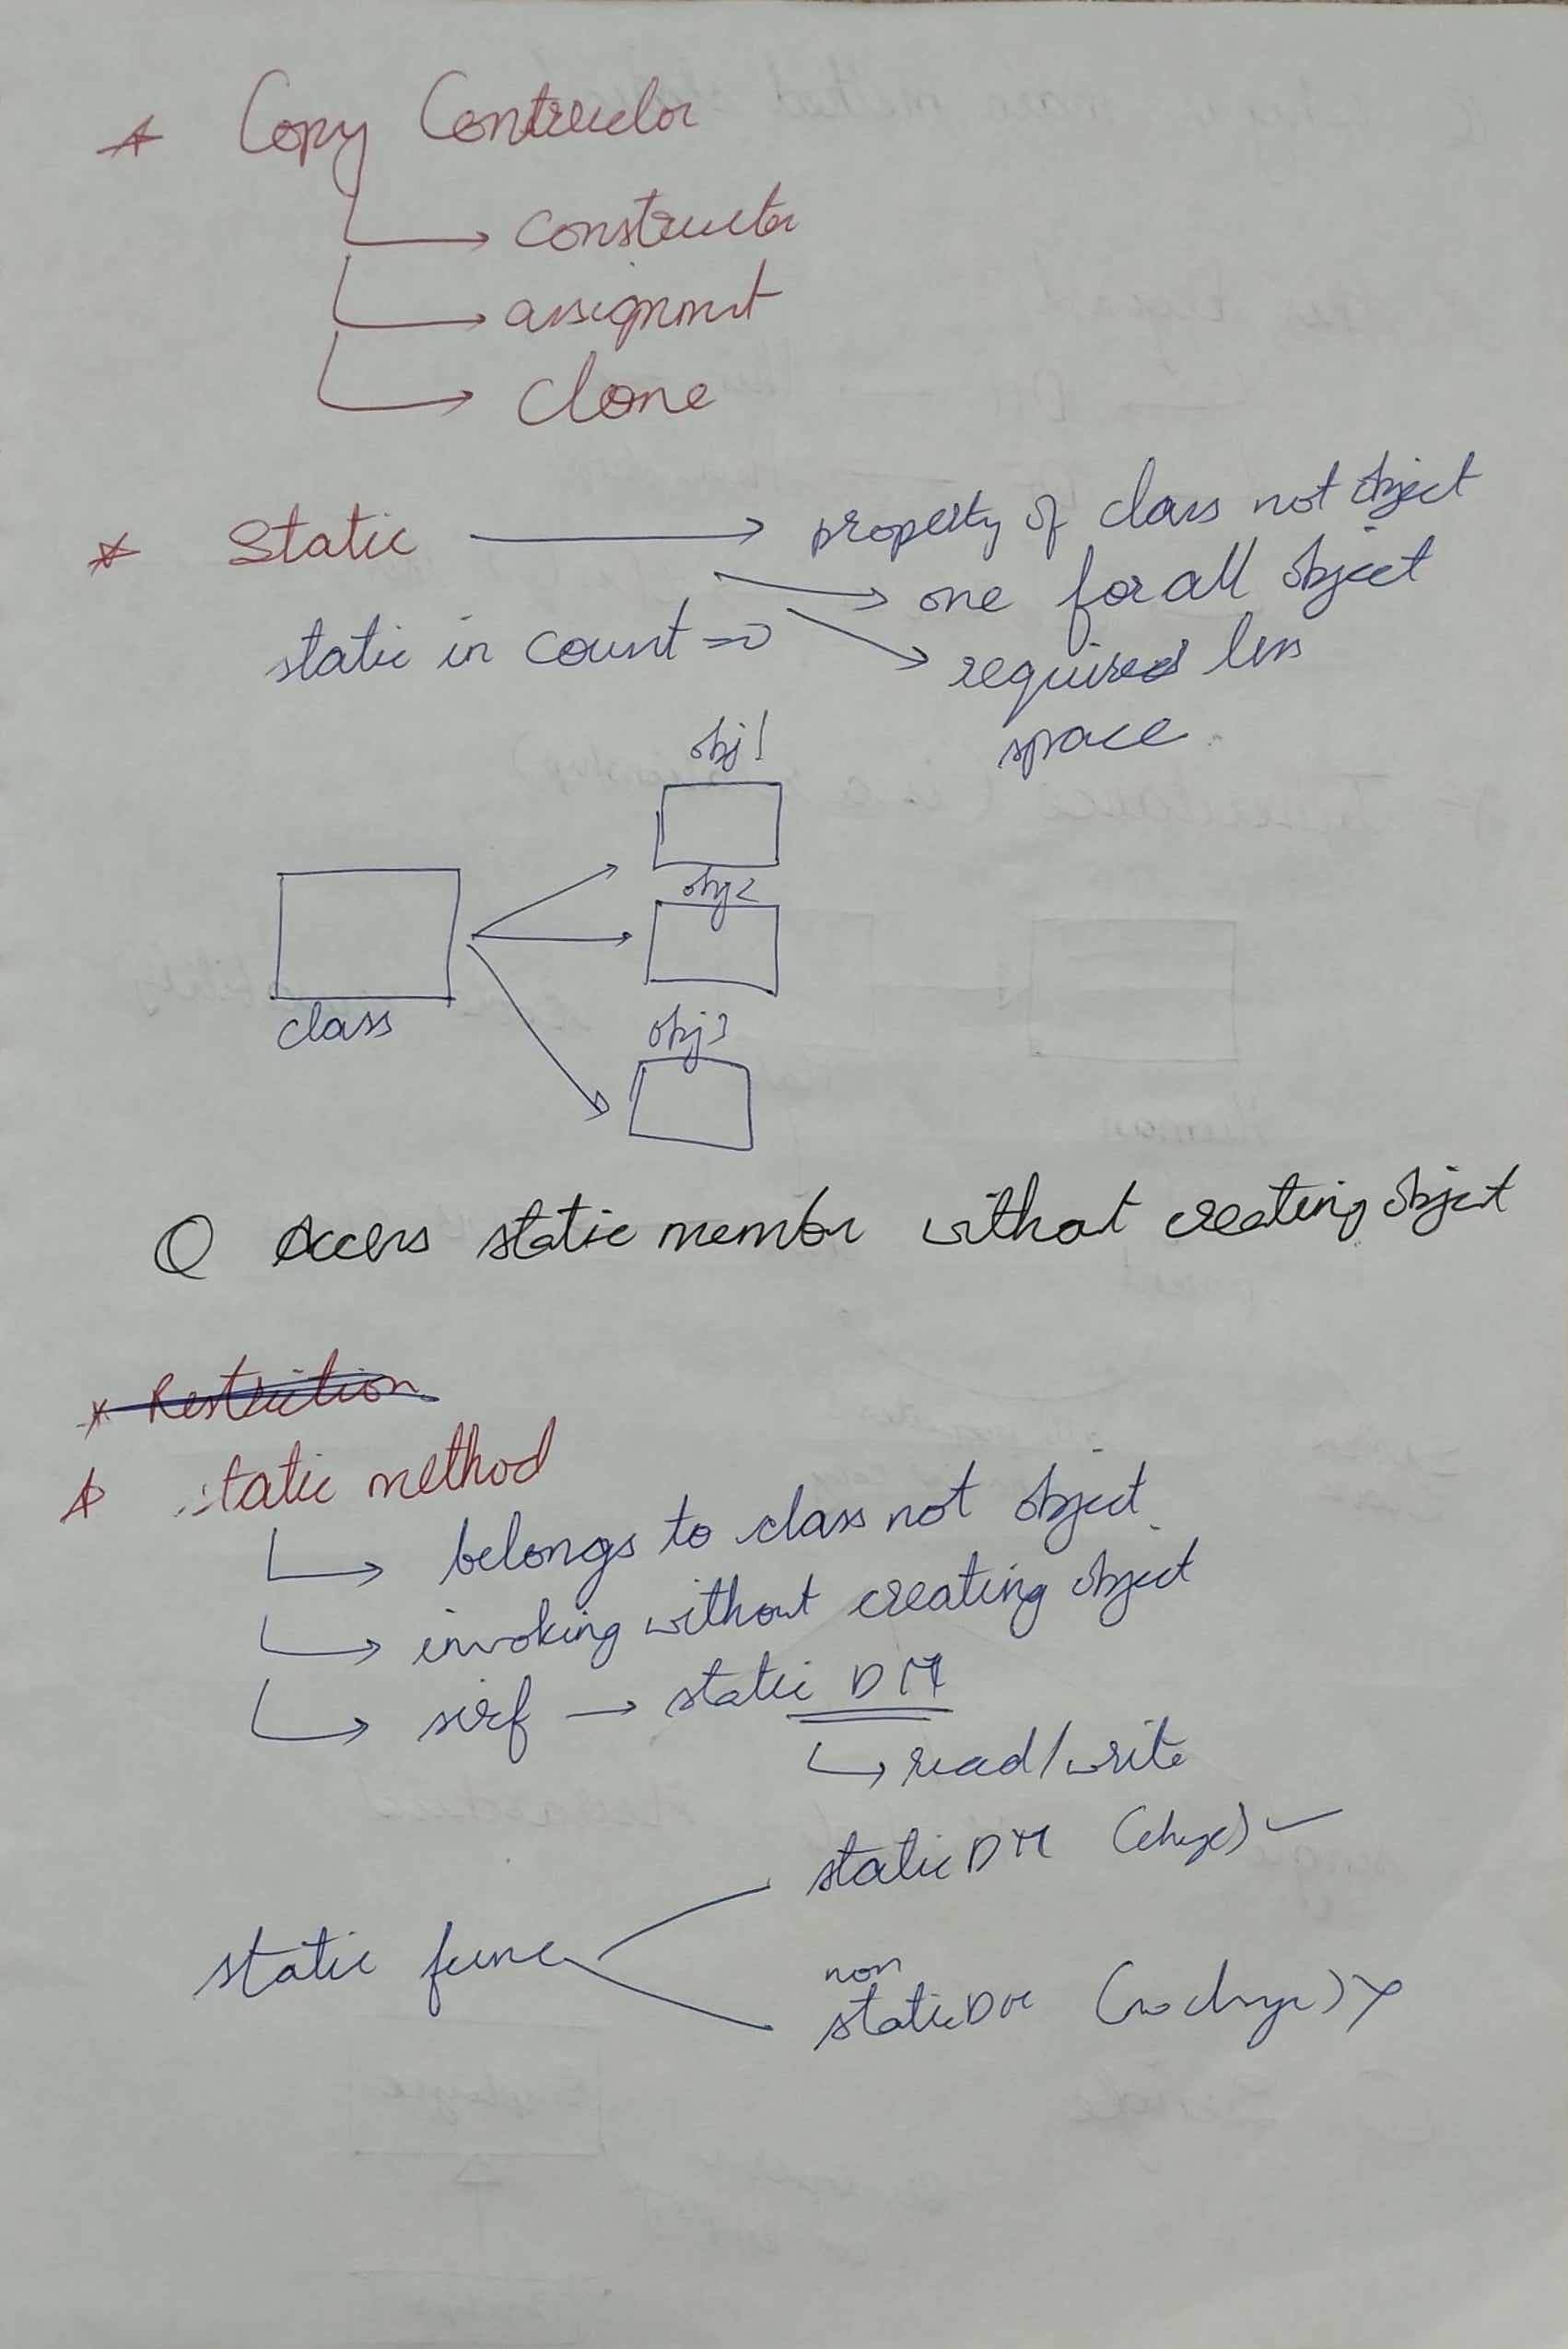 Copy Contructor
constructor
assignment
clone
Static
property of class not object
one for all object
static in count = 0
required less
space
obj1
obj2
class
obj3
Q Access static member without creating object
Restriction
static method
belongs to class not object
invoking without creating object
sirf → static DM
read/write
static DM (change) ✓
static func
non
static DM (no change) ✗